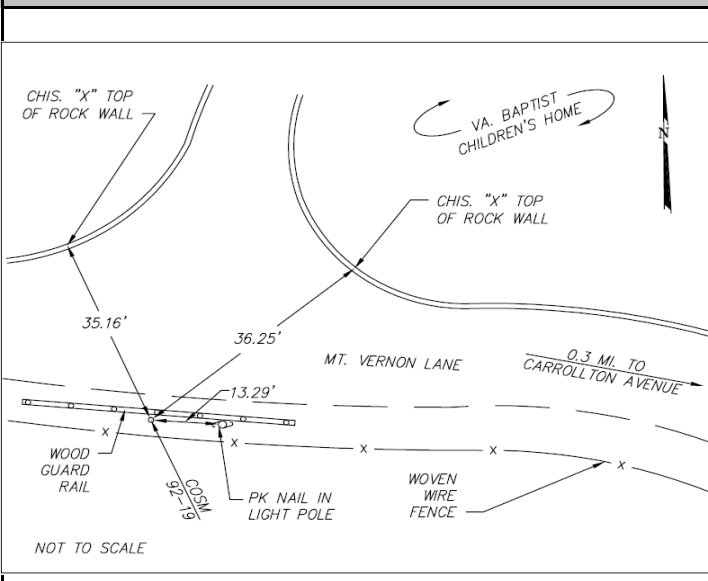 CHIS. "X" TOP
OF ROCK WALL
VA. BAPTIST
CHILDREN'S HOME
N
CHIS. "X" TOP
OF ROCK WALL
35.16'
36.25'
MT. VERNON LANE
0.3 MI. TO
CARROLLTON AVENUE
13.29'
X
X
X
X
X
WOOD
GUARD
RAIL
COSM
92-19
PK NAIL IN
LIGHT POLE
WOVEN
WIRE
FENCE
NOT TO SCALE